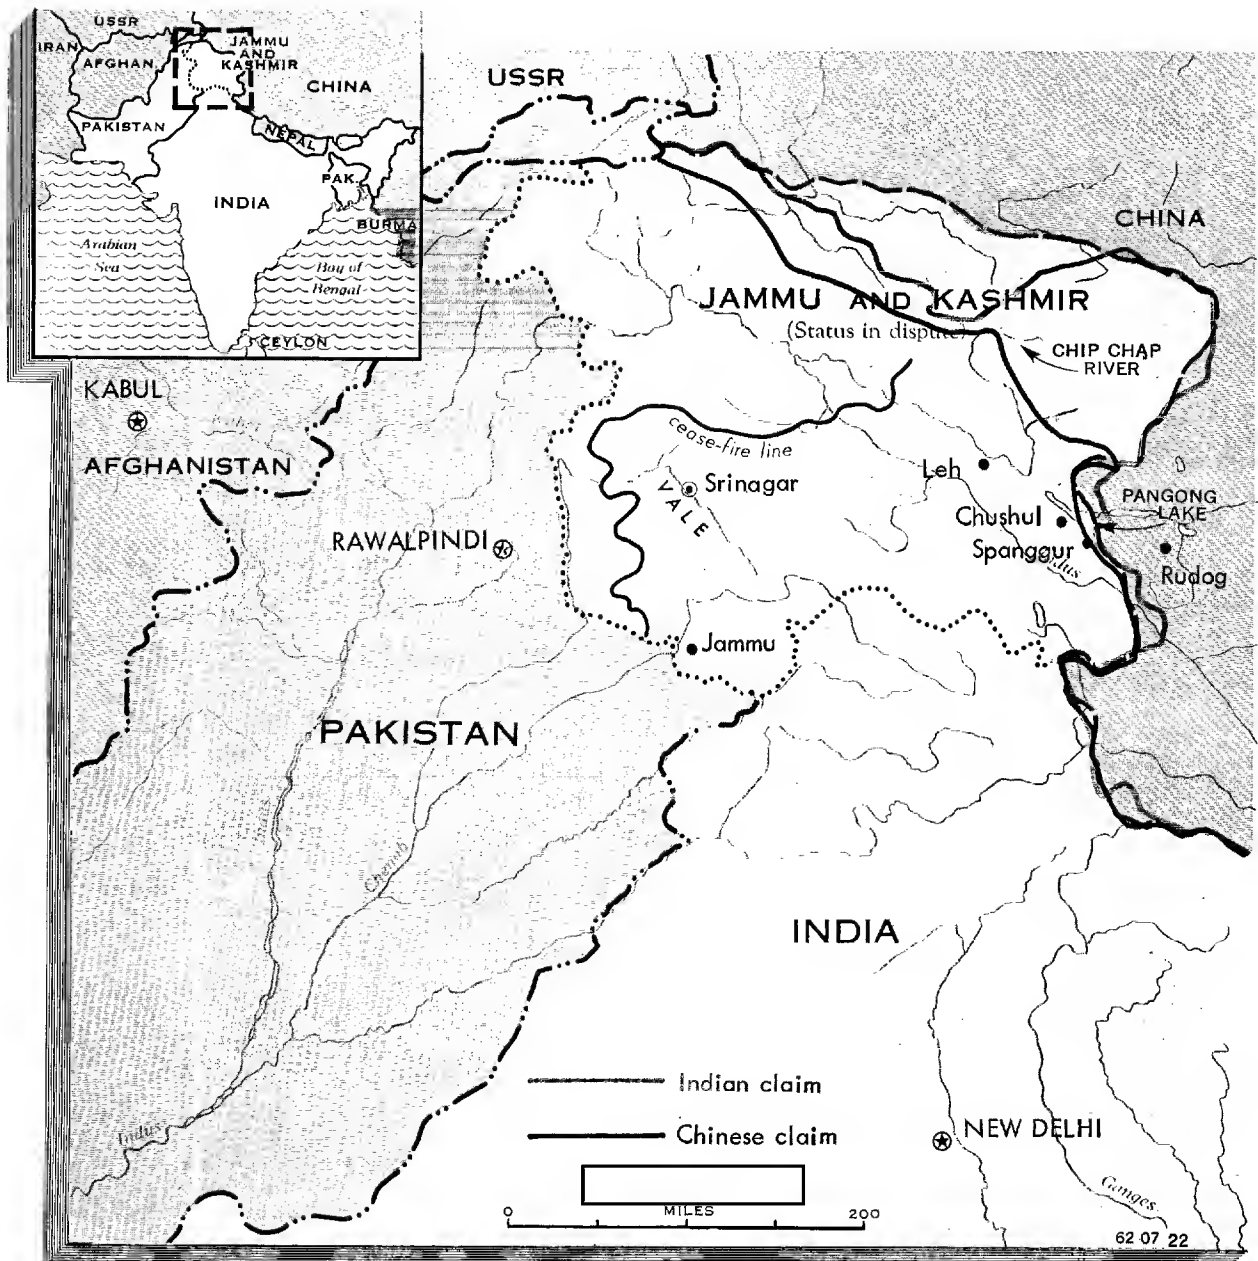 USSR
IRAN
AFGHAN
JAMMU
AND
KASHMIR
CHINA
PAKISTAN
NEPAL
PAK.
INDIA
BURMA
Arabian
Sea
Bay of
Bengal
CEYLON
USSR
CHINA
JAMMU AND KASHMIR
(Status in dispute)
CHIP CHAP
RIVER
KABUL
AFGHANISTAN
cease-fire line
Leh
Srinagar
VALE
PANGONG
LAKE
Chushul
Spanggur
Rudog
RAWALPINDI
Jammu
PAKISTAN
Indus
Chenab
INDIA
Indian claim
Chinese claim
NEW DELHI
Indus
Ganges
MILES
0 200
62 07 22